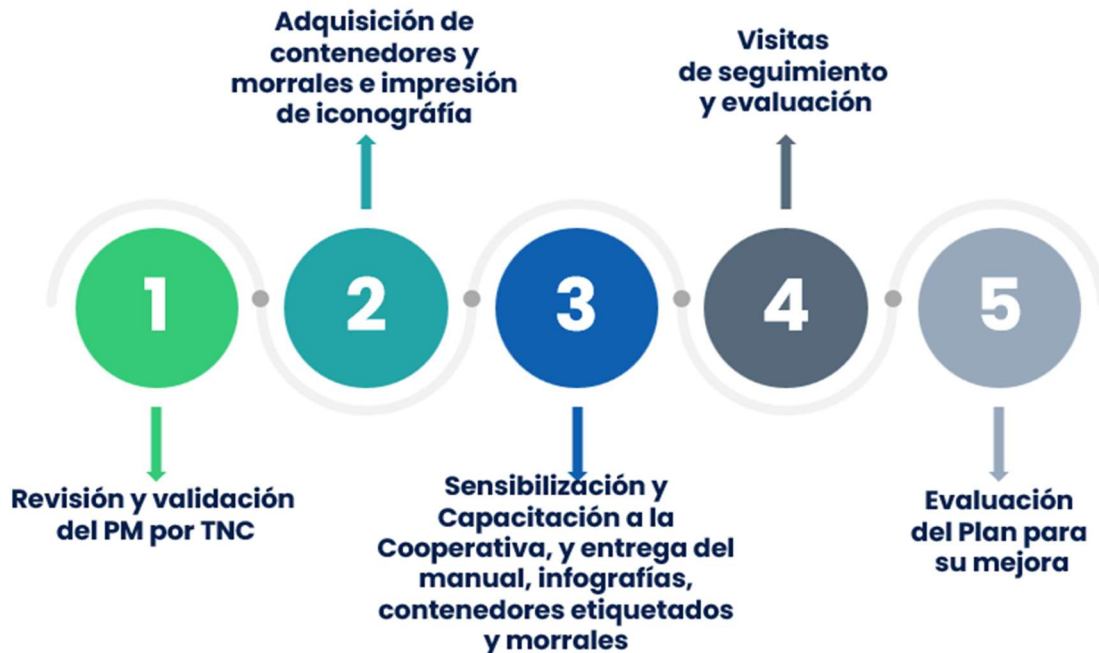 1
Revisión y validación
del PM por TNC
2
Adquisición de
contenedores y
morrales e impresión
de iconográfía
3
Sensibilización y
Capacitación a la
Cooperativa, y entrega del
manual, infografías,
contenedores etiquetados
y morrales
4
Visitas
de seguimiento
y evaluación
5
Evaluación
del Plan para
su mejora